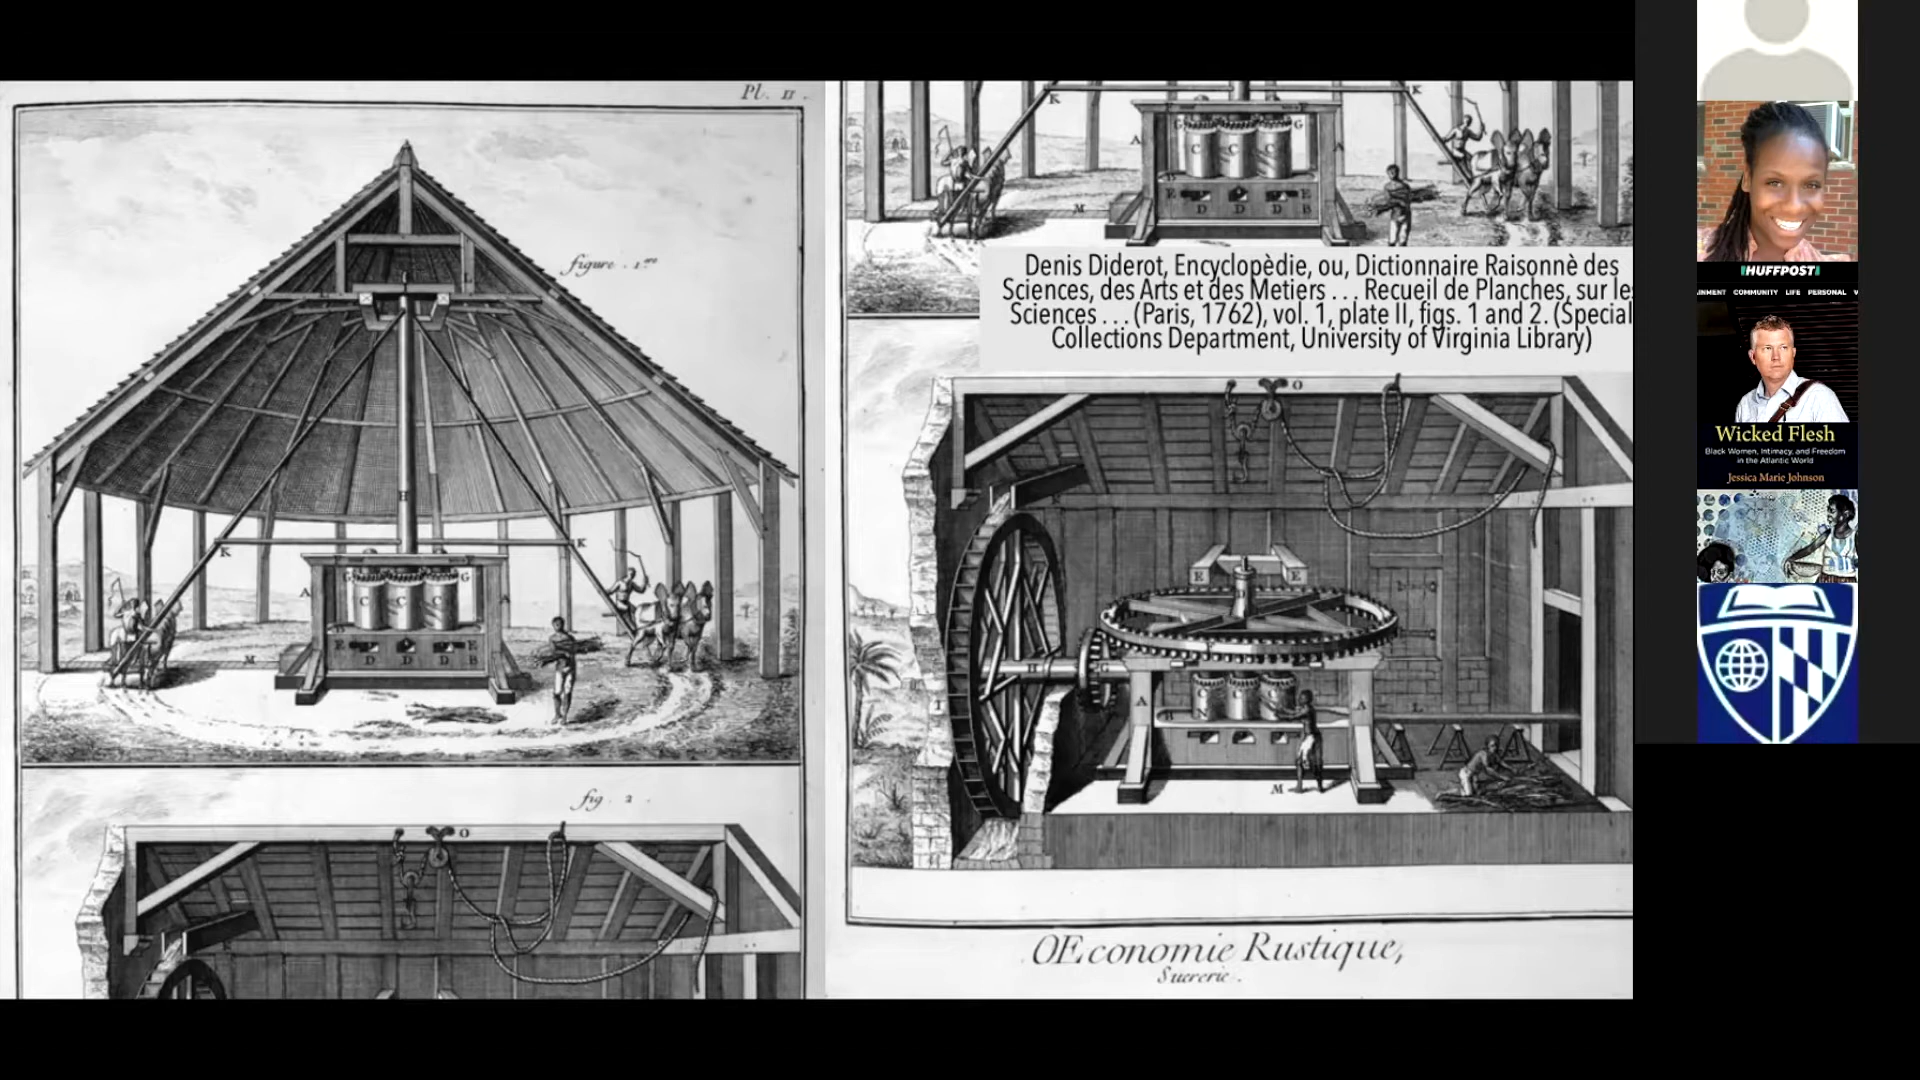 Pl. II.
figure. 1.ere
K
K
H
G
G
C
C
C
A
A
B
E
E
D
D
D
B
M
fig. 2.
O
K
K
G
G
C
C
C
A
A
B
E
E
D
D
D
B
M
Denis Diderot, Encyclopèdie, ou, Dictionnaire Raisonnè des
Sciences, des Arts et des Metiers . . . Recueil de Planches, sur les
Sciences . . . (Paris, 1762), vol. 1, plate II, figs. 1 and 2. (Special
Collections Department, University of Virginia Library)
O
E
E
D
F
H
G
I
A
A
B
L
M
OEconomie Rustique,
Sucrerie.
HUFFPOST
INMENT COMMUNITY LIFE PERSONAL V
Wicked Flesh
Black Women, Intimacy, and Freedom
in the Atlantic World
Jessica Marie Johnson